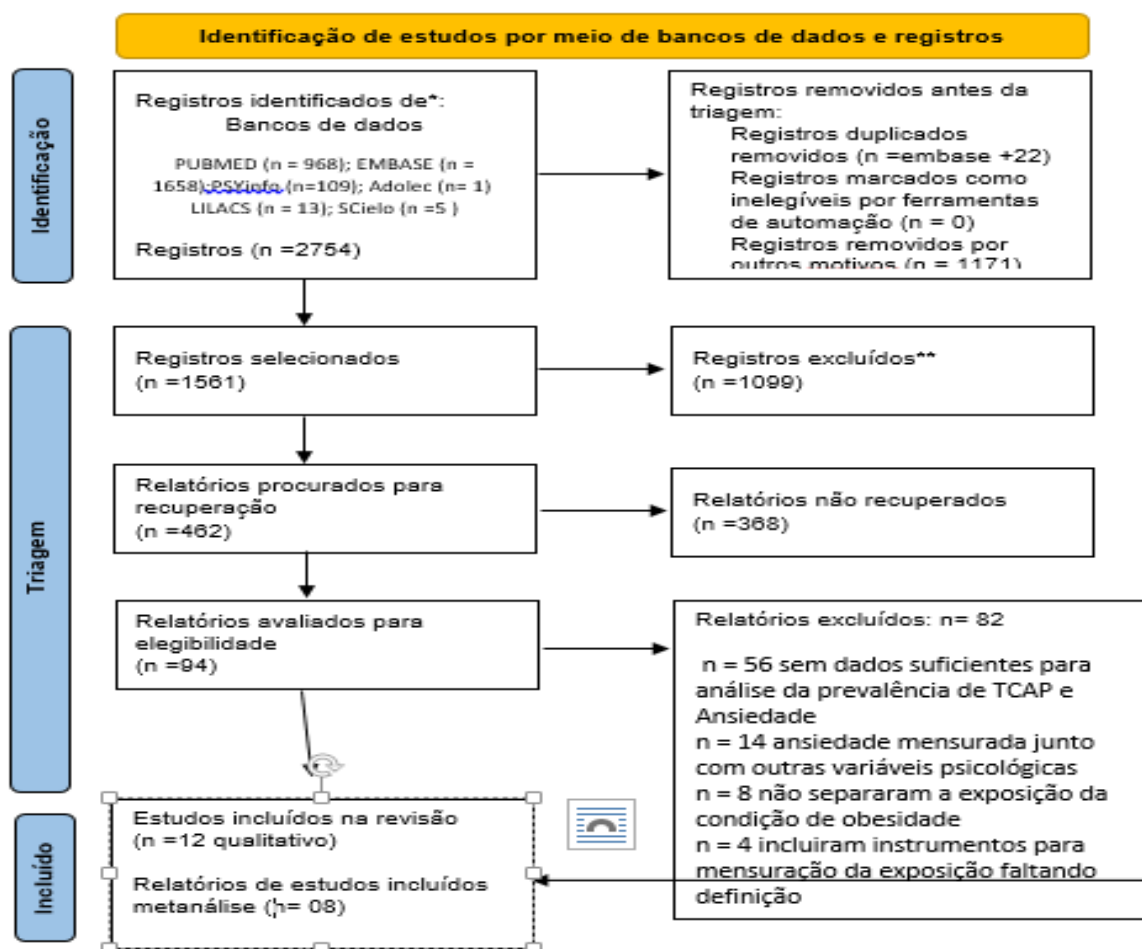 Identificação de estudos por meio de bancos de dados e registros
Identificação
Registros identificados de*:
Bancos de dados
PUBMED (n = 968); EMBASE (n =
1658);PSYinfo (n=109); Adolec (n= 1)
LILACS (n = 13); SCielo (n =5 )
Registros (n =2754)
Registros removidos antes da
triagem:
Registros duplicados
removidos (n =embase +22)
Registros marcados como
inelegíveis por ferramentas
de automação (n = 0)
Registros removidos por
outros motivos (n = 1171)
Triagem
Registros selecionados
(n =1561)
Registros excluídos**
(n =1099)
Relatórios procurados para
recuperação
(n =462)
Relatórios não recuperados
(n =368)
Relatórios avaliados para
elegibilidade
(n =94)
Relatórios excluídos: n= 82
n = 56 sem dados suficientes para
análise da prevalência de TCAP e
Ansiedade
n = 14 ansiedade mensurada junto
com outras variáveis psicológicas
n = 8 não separaram a exposição da
condição de obesidade
n = 4 incluiram instrumentos para
mensuração da exposição faltando
definição
Incluído
Estudos incluídos na revisão
(n =12 qualitativo)
Relatórios de estudos incluídos
metanálise (n= 08)